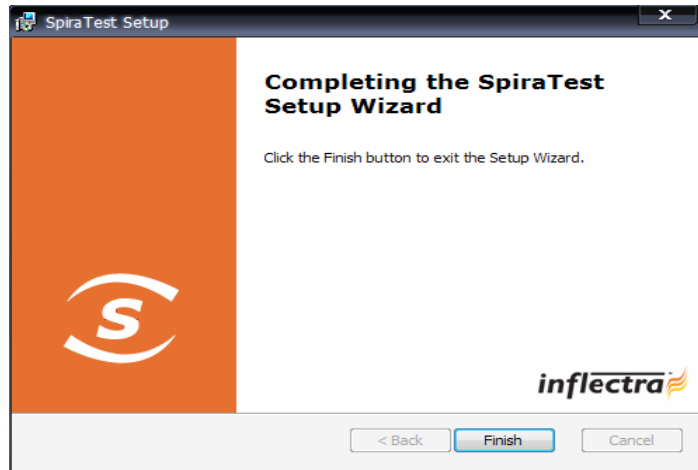 SpiraTest Setup
x
Completing the SpiraTest
Setup Wizard
Click the Finish button to exit the Setup Wizard.
S
inflectra
< Back
Finish
Cancel